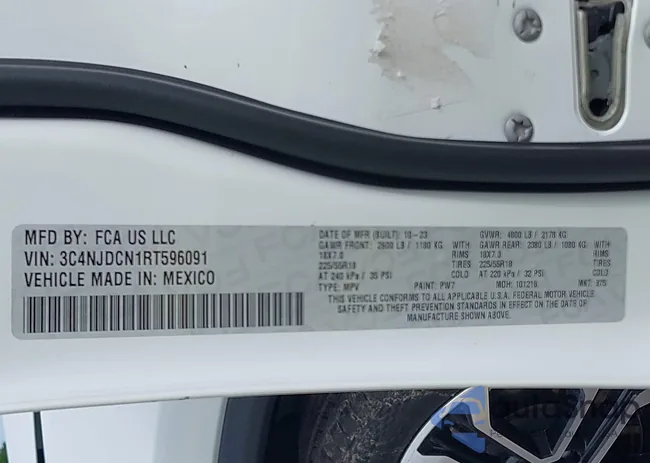 MFD BY: FCA US LLC
VIN: 3C4NJDCN1RT596091
VEHICLE MADE IN: MEXICO
DATE OF MFR (BUILT) 10-23 GVWR: 4800 LB / 2178 KG
GAWR FRONT: 2600 LB / 1180 KG GAWR REAR: 2380 LB / 1080 KG
18X7.0 RIMS 18X7.0 RIMS
225/55R18 TIRES 225/55R18 TIRES
AT 240 kPa / 35 PSI COLD AT 220 kPa / 32 PSI COLD
TYPE: MPV PAINT: PW7 MDH: 101216 MKT:
THIS VEHICLE CONFORMS TO ALL APPLICABLE U.S.A. FEDERAL MOTOR VEHICLE
SAFETY AND THEFT PREVENTION STANDARDS IN EFFECT ON THE DATE OF
MANUFACTURE SHOWN ABOVE.
AutoShop